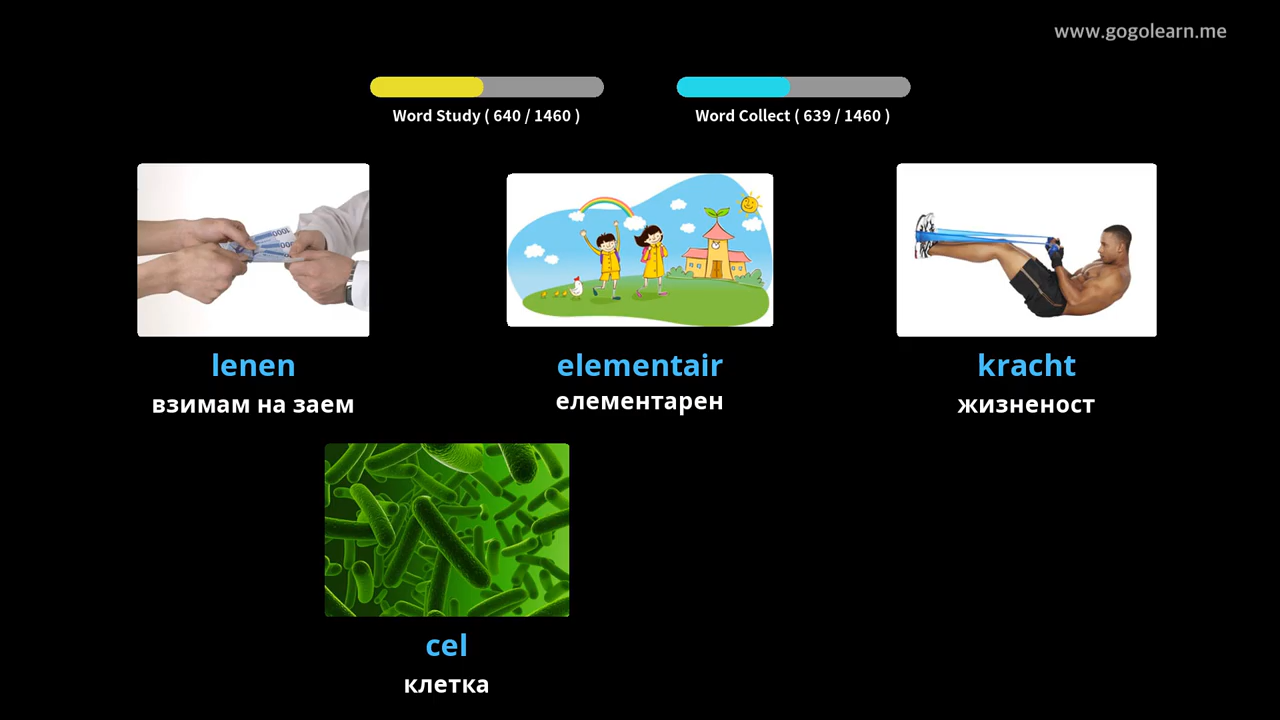 www.gogolearn.me
Word Study ( 640 / 1460 )
Word Collect ( 639 / 1460 )
lenen
elementair
kracht
взимам на заем
елементарен
жизненост
cel
клетка